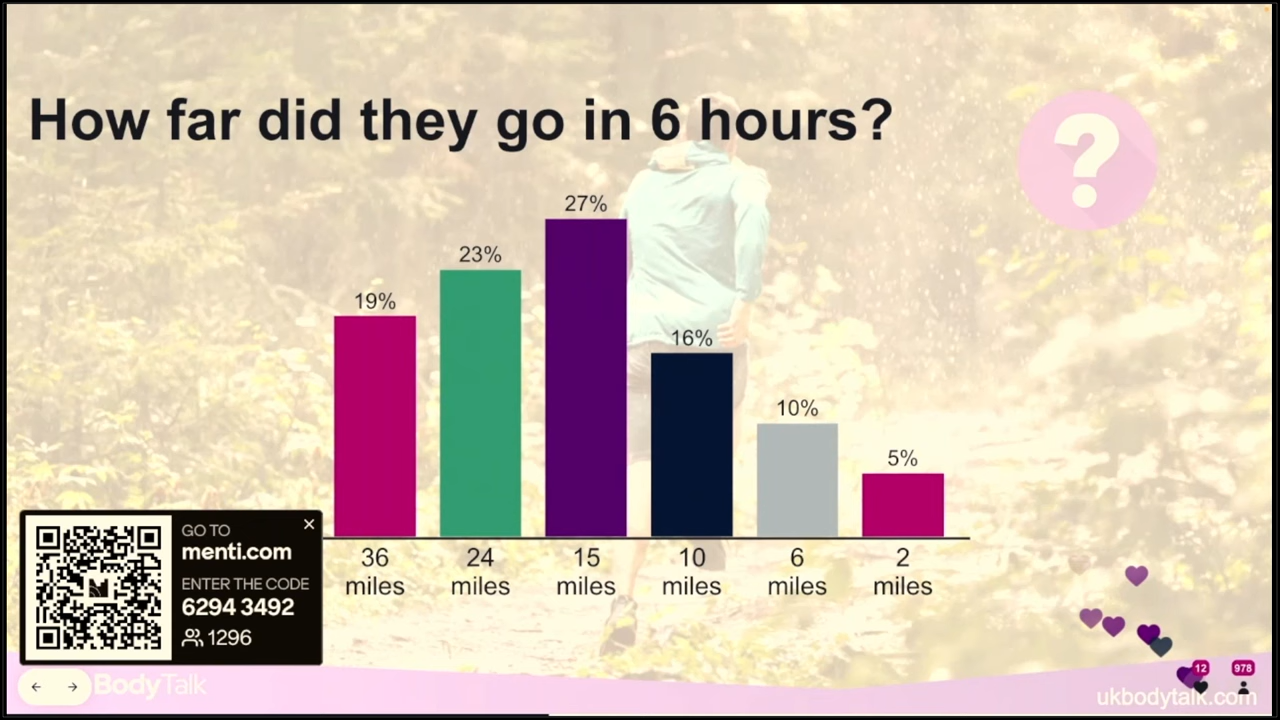 How far did they go in 6 hours?
?
27%
23%
19%
16%
10%
5%
36
miles
24
miles
15
miles
10
miles
6
miles
2
miles
GO TO
menti.com
ENTER THE CODE
6294 3492
1296
BodyTalk
12
978
ukbodytalk.com